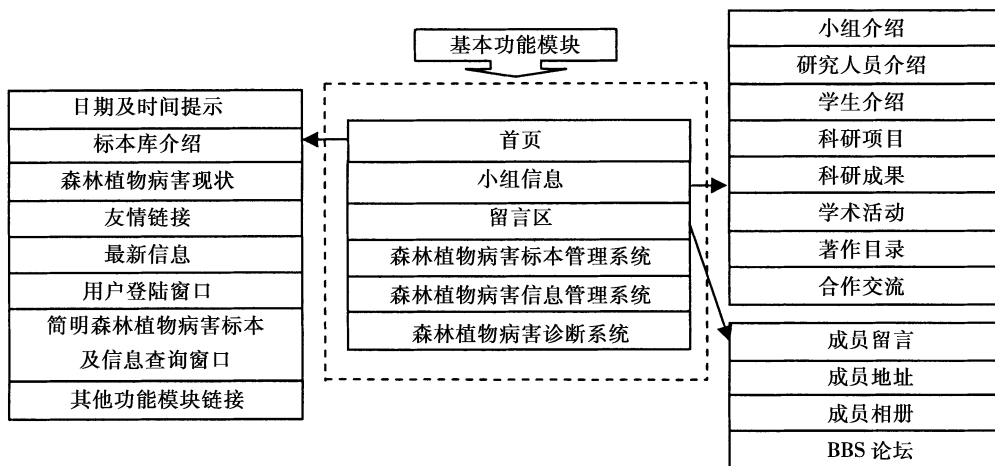 基本功能模块
日期及时间提示
标本库介绍
森林植物病害现状
友情链接
最新信息
用户登陆窗口
简明森林植物病害标本
及信息查询窗口
其他功能模块链接
首页
小组信息
留言区
森林植物病害标本管理系统
森林植物病害信息管理系统
森林植物病害诊断系统
小组介绍
研究人员介绍
学生介绍
科研项目
科研成果
学术活动
著作目录
合作交流
成员留言
成员地址
成员相册
BBS 论坛